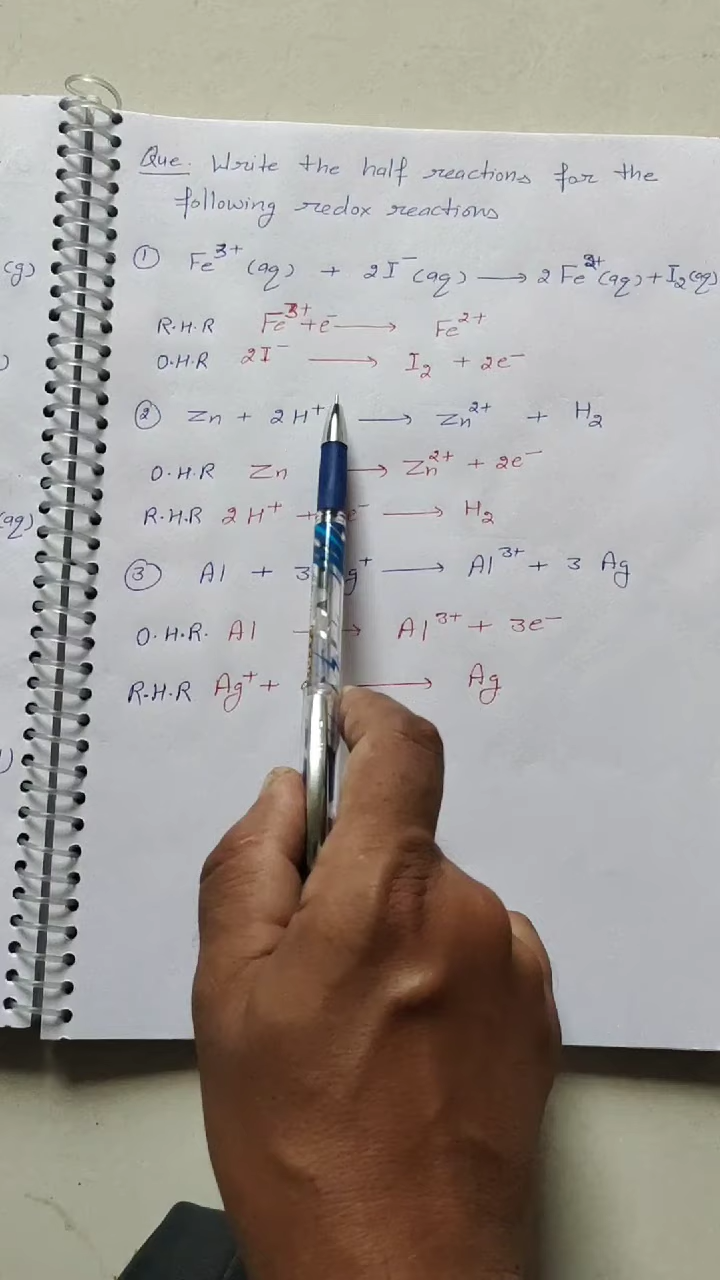 (g)
)
(aq)
)
Que. Write the half reactions for the
following redox reactions
① Fe³⁺(aq) + 2I⁻(aq) ⟶ 2Fe²⁺(aq) + I₂(aq)
R.H.R Fe³⁺ + e⁻ ⟶ Fe²⁺
O.H.R 2I⁻ ⟶ I₂ + 2e⁻
② Zn + 2H⁺ ⟶ Zn²⁺ + H₂
O.H.R Zn ⟶ Zn²⁺ + 2e⁻
R.H.R 2H⁺ + e⁻ ⟶ H₂
③ Al + 3 g⁺ ⟶ Al³⁺ + 3 Ag
O.H.R. Al ⟶ Al³⁺ + 3e⁻
R.H.R Ag⁺ + ⟶ Ag